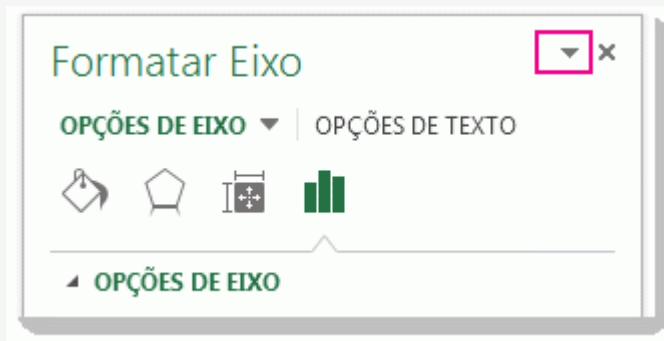 Formatar Eixo
OPÇÕES DE EIXO OPÇÕES DE TEXTO
OPÇÕES DE EIXO